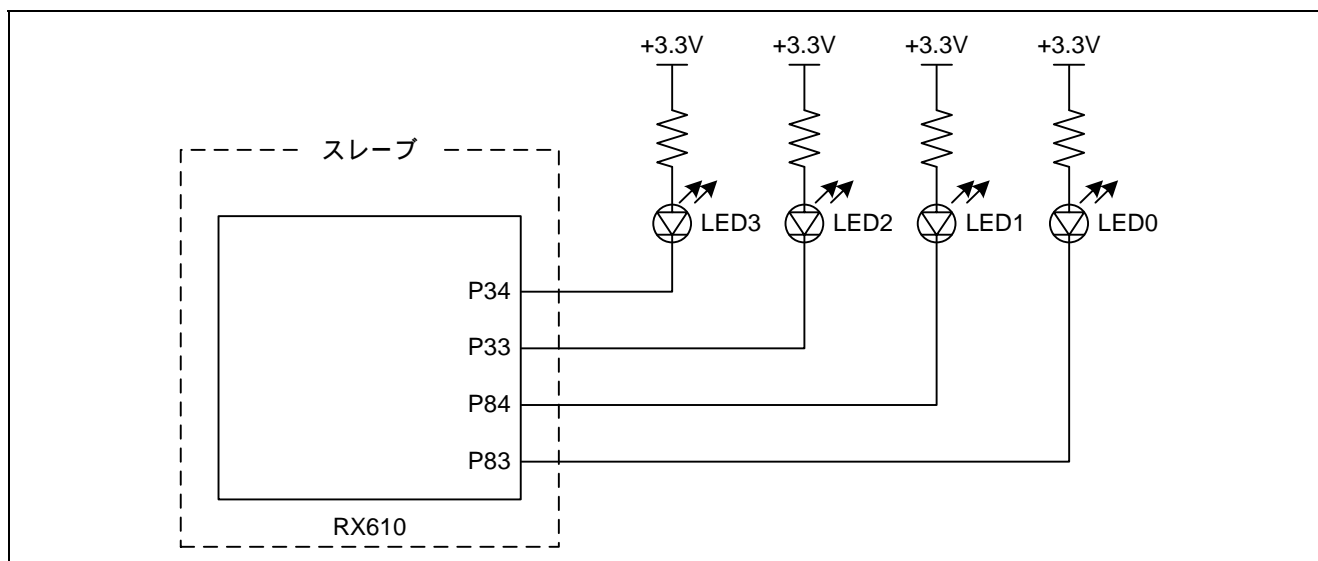 +3.3V +3.3V +3.3V +3.3V
スレーブ
LED3 LED2 LED1 LED0
P34
P33
P84
P83
RX610